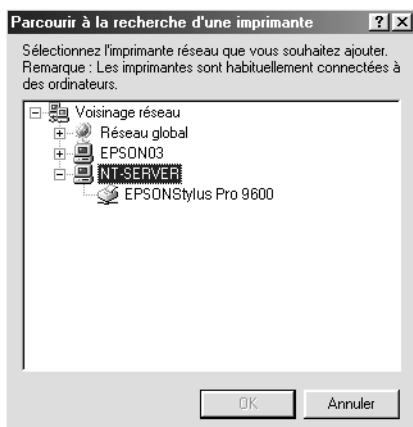 Parcourir à la recherche d'une imprimante
Sélectionnez l'imprimante réseau que vous souhaitez ajouter.
Remarque : Les imprimantes sont habituellement connectées à
des ordinateurs.
Voisinage réseau
Réseau global
EPSON03
NT-SERVER
EPSONStylus Pro 9600
OK
Annuler